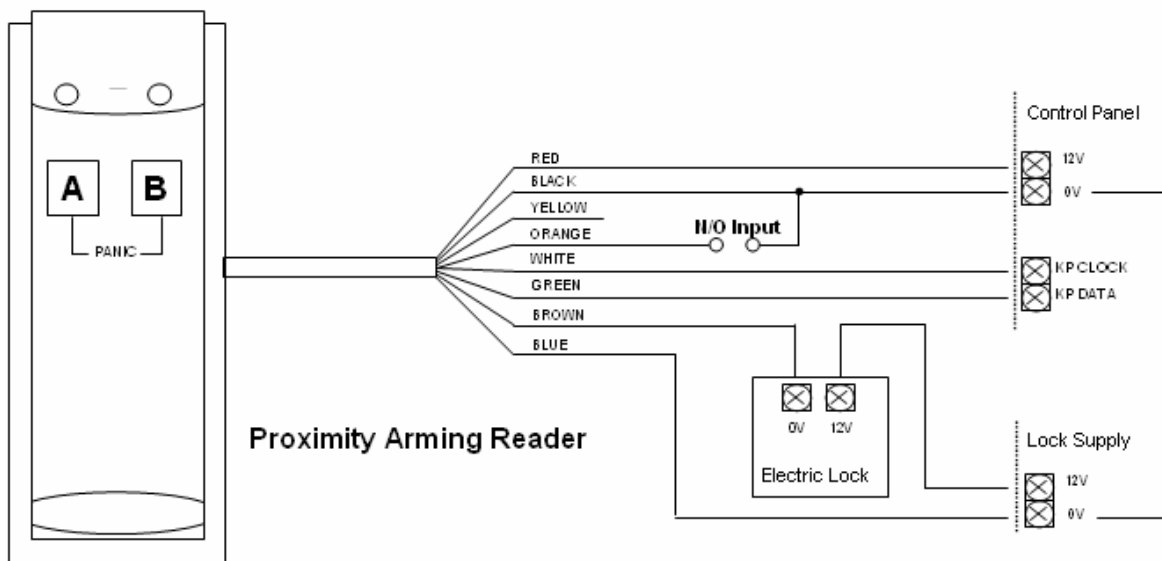 A B
PANIC
Proximity Arming Reader
RED
BLACK
YELLOW
ORANGE
WHITE
GREEN
BROWN
BLUE
N/O Input
Control Panel
12V
0V
KP CLOCK
KP DATA
0V 12V
Electric Lock
Lock Supply
12V
0V